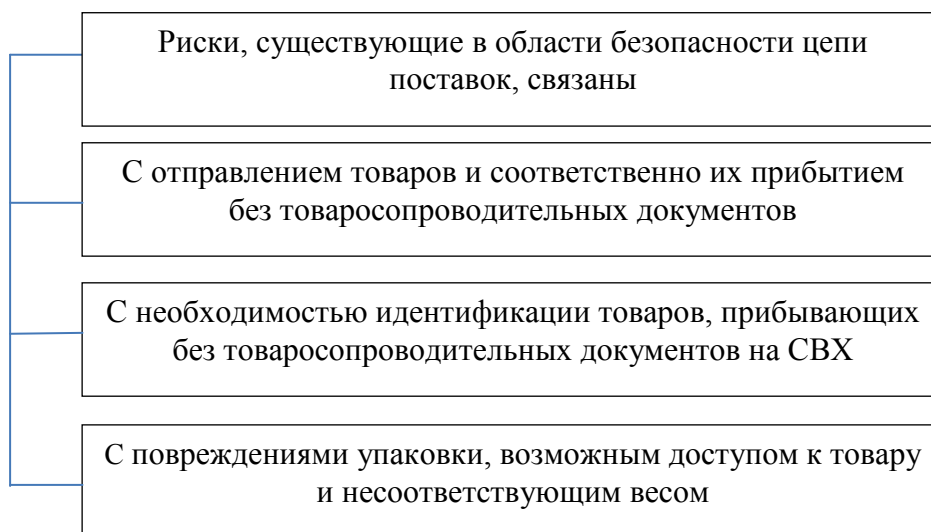 Риски, существующие в области безопасности цепи
поставок, связаны
С отправлением товаров и соответственно их прибытием
без товаросопроводительных документов
С необходимостью идентификации товаров, прибывающих
без товаросопроводительных документов на СВХ
С повреждениями упаковки, возможным доступом к товару
и несоответствующим весом